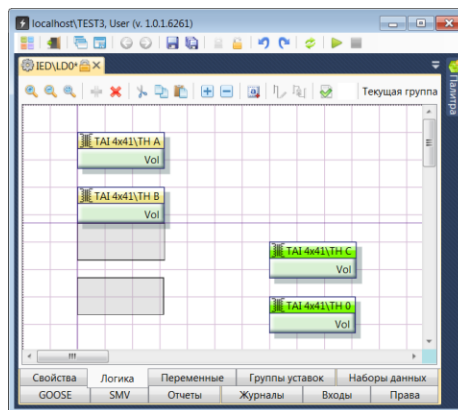 localhost\TEST3, User (v. 1.0.1.6261)
IED\LD0*
Текущая группа
Палитра
TAI 4x41\TH A
Vol
TAI 4x41\TH B
Vol
TAI 4x41\TH C
Vol
TAI 4x41\TH 0
Vol
Свойства Логика Переменные Группы уставок Наборы данных
GOOSE SMV Отчеты Журналы Входы Права